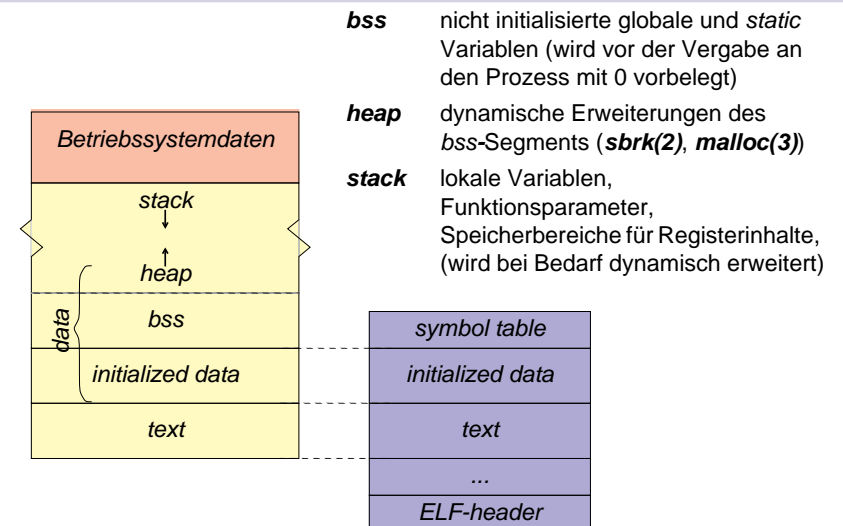 bss nicht initialisierte globale und static
Variablen (wird vor der Vergabe an
den Prozess mit 0 vorbelegt)
heap dynamische Erweiterungen des
bss-Segments (sbrk(2), malloc(3))
stack lokale Variablen,
Funktionsparameter,
Speicherbereiche für Registerinhalte,
(wird bei Bedarf dynamisch erweitert)
Betriebssystemdaten
stack
heap
data
bss
initialized data
text
symbol table
initialized data
text
...
ELF-header